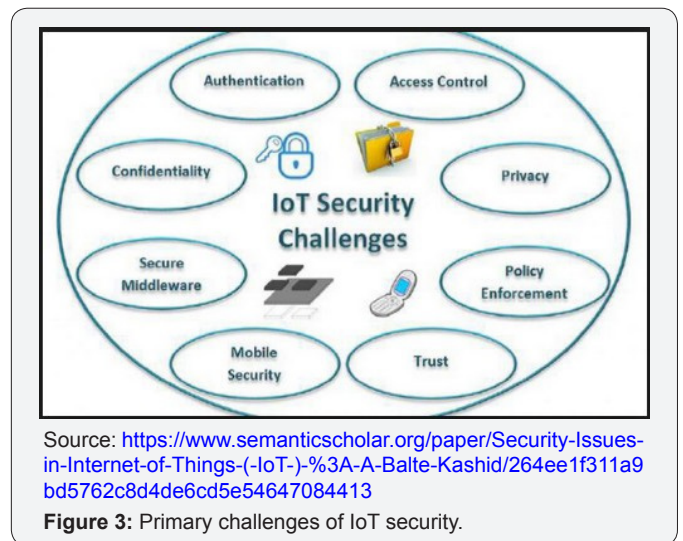 Authentication
Access Control
Confidentiality
Privacy
IoT Security
Challenges
Secure
Middleware
Policy
Enforcement
Mobile
Security
Trust
Source: https://www.semanticscholar.org/paper/Security-Issues-
in-Internet-of-Things-(-IoT-)-%3A-A-Balte-Kashid/264ee1f311a9
bd5762c8d4de6cd5e54647084413
Figure 3: Primary challenges of IoT security.